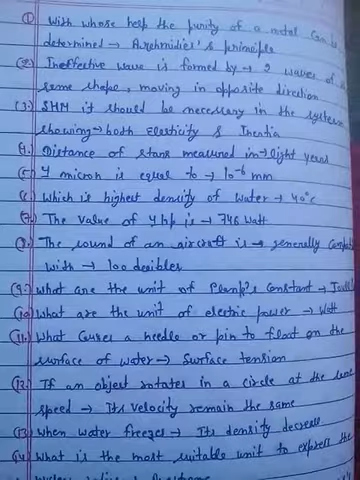 (1) With whose help the purity of a metal Can
determined → Archimidies's principle
(2.) Ineffective wave is formed by → 2 waves of
same shape, moving in opposite direction
(3.) SHM it should be necessary in the system
showing → both Elasticity & Inertia
(4.) Distance of stars measured in → light years
(5.) 4 micron is equal to → 10⁻⁶ mm
(6.) which is highest density of water → 40°C
(7.) The value of 4 hp is → 746 Watt
(8.) The sound of an aircraft is → generally
with → 100 desibles
(9.) What are the unit of Plank's Constant →
(10.) What are the unit of electric power → Watt
(11.) What Causes a needle or pin to float on the
surface of water → Surface tension
(12.) If an object rotates in a circle at the same
speed → Its velocity remain the same
(13.) When water freezes → Its density decrease
(14.) What is the most suitable unit to express the